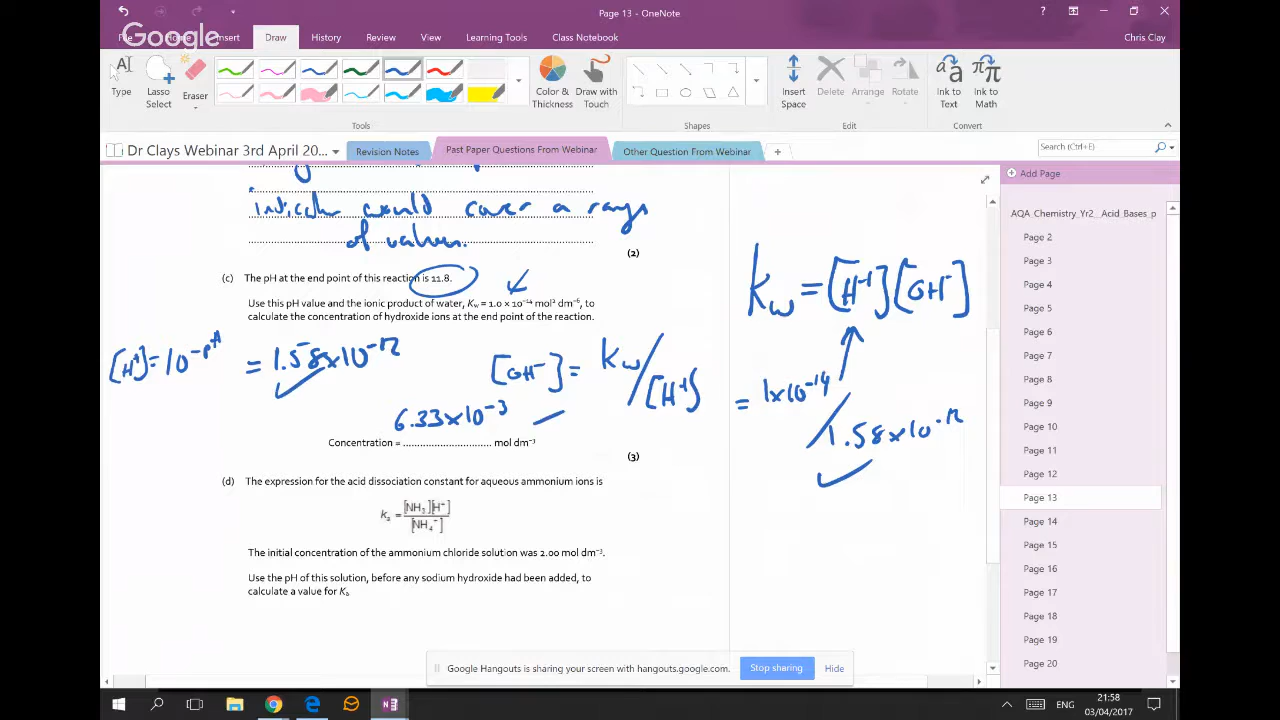 Page 13 - OneNote
Google
Insert
Draw
History
Review
View
Learning Tools
Class Notebook
Chris Clay
Type
Lasso Select
Eraser
Color & Thickness
Draw with Touch
Insert Space
Delete
Arrange
Rotate
Ink to Text
Ink to Math
Tools
Shapes
Edit
Convert
Dr Clays Webinar 3rd April 20...
Revision Notes
Past Paper Questions From Webinar
Other Question From Webinar
Search (Ctrl+E)
Add Page
AQA_Chemistry_Yr2_ Acid_Bases_p
Page 2
Page 3
Page 4
Page 5
Page 6
Page 7
Page 8
Page 9
Page 10
Page 11
Page 12
Page 13
Page 14
Page 15
Page 16
Page 17
Page 18
Page 19
Page 20
would cover a range
of values.
(2)
(c) The pH at the end point of this reaction is 11.8.
Use this pH value and the ionic product of water, Kw = 1.0 × 10⁻¹⁴ mol² dm⁻⁶, to
calculate the concentration of hydroxide ions at the end point of the reaction.
[H⁺] = 10⁻ᵖᴴ = 1.58×10⁻¹²
[OH⁻] = Kw/[H⁺]
6.33×10⁻³
Concentration = ................................ mol dm⁻³
(3)
Kw = [H⁺][OH⁻]
= 1×10⁻¹⁴
/1.58×10⁻¹²
(d) The expression for the acid dissociation constant for aqueous ammonium ions is
Ka = [NH₃][H⁺]
[NH₄⁺]
The initial concentration of the ammonium chloride solution was 2.00 mol dm⁻³.
Use the pH of this solution, before any sodium hydroxide had been added, to
calculate a value for Ka
Google Hangouts is sharing your screen with hangouts.google.com.
Stop sharing
Hide
ENG
21:58
03/04/2017